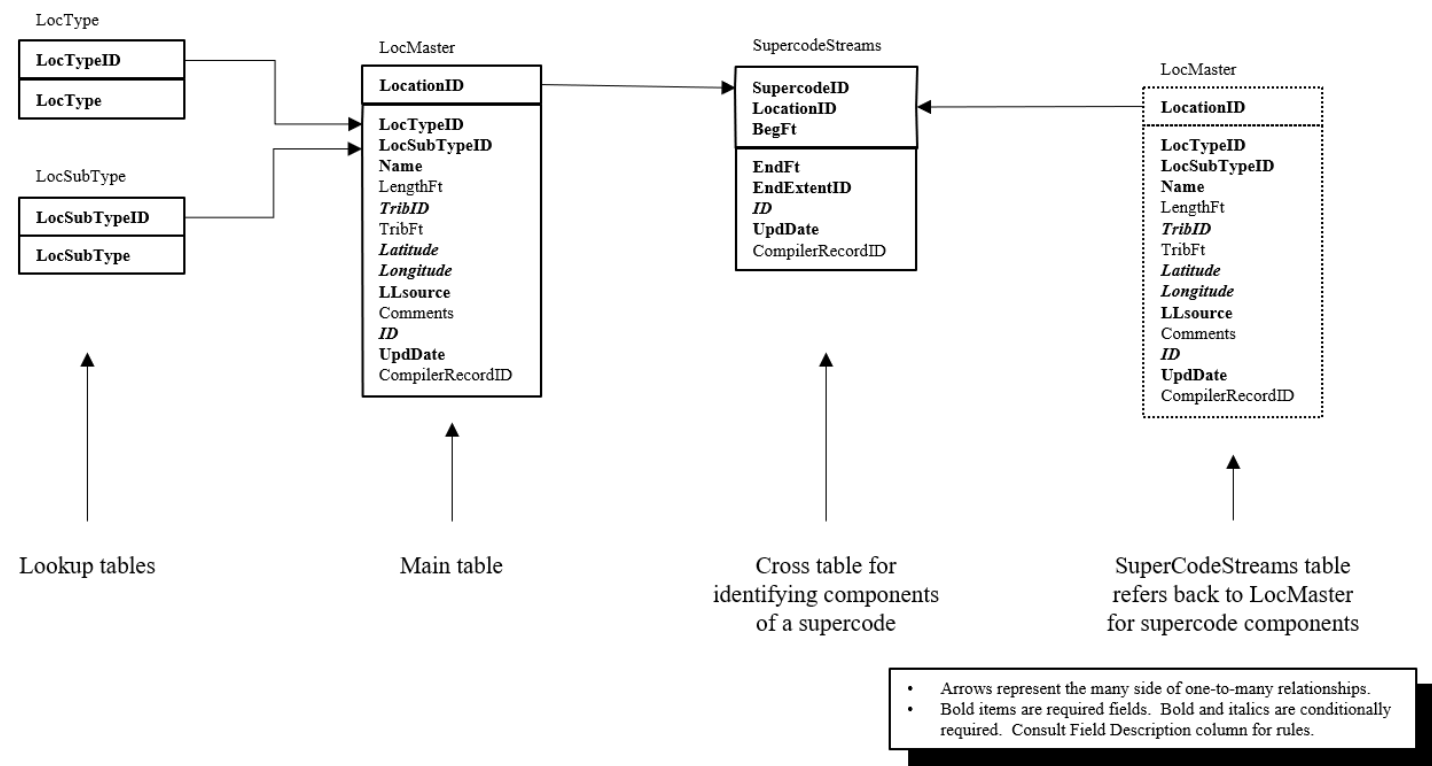 LocType
LocTypeID
LocType
LocSubType
LocSubTypeID
LocSubType
LocMaster
LocationID
LocTypeID
LocSubTypeID
Name
LengthFt
TribID
TribFt
Latitude
Longitude
LLsource
Comments
ID
UpdDate
CompilerRecordID
SupercodeStreams
SupercodeID
LocationID
BegFt
EndFt
EndExtentID
ID
UpdDate
CompilerRecordID
LocMaster
LocationID
LocTypeID
LocSubTypeID
Name
LengthFt
TribID
TribFt
Latitude
Longitude
LLsource
Comments
ID
UpdDate
CompilerRecordID
Lookup tables
Main table
Cross table for
identifying components
of a supercode
SuperCodeStreams table
refers back to LocMaster
for supercode components
• Arrows represent the many side of one-to-many relationships.
• Bold items are required fields.  Bold and italics are conditionally
required.  Consult Field Description column for rules.